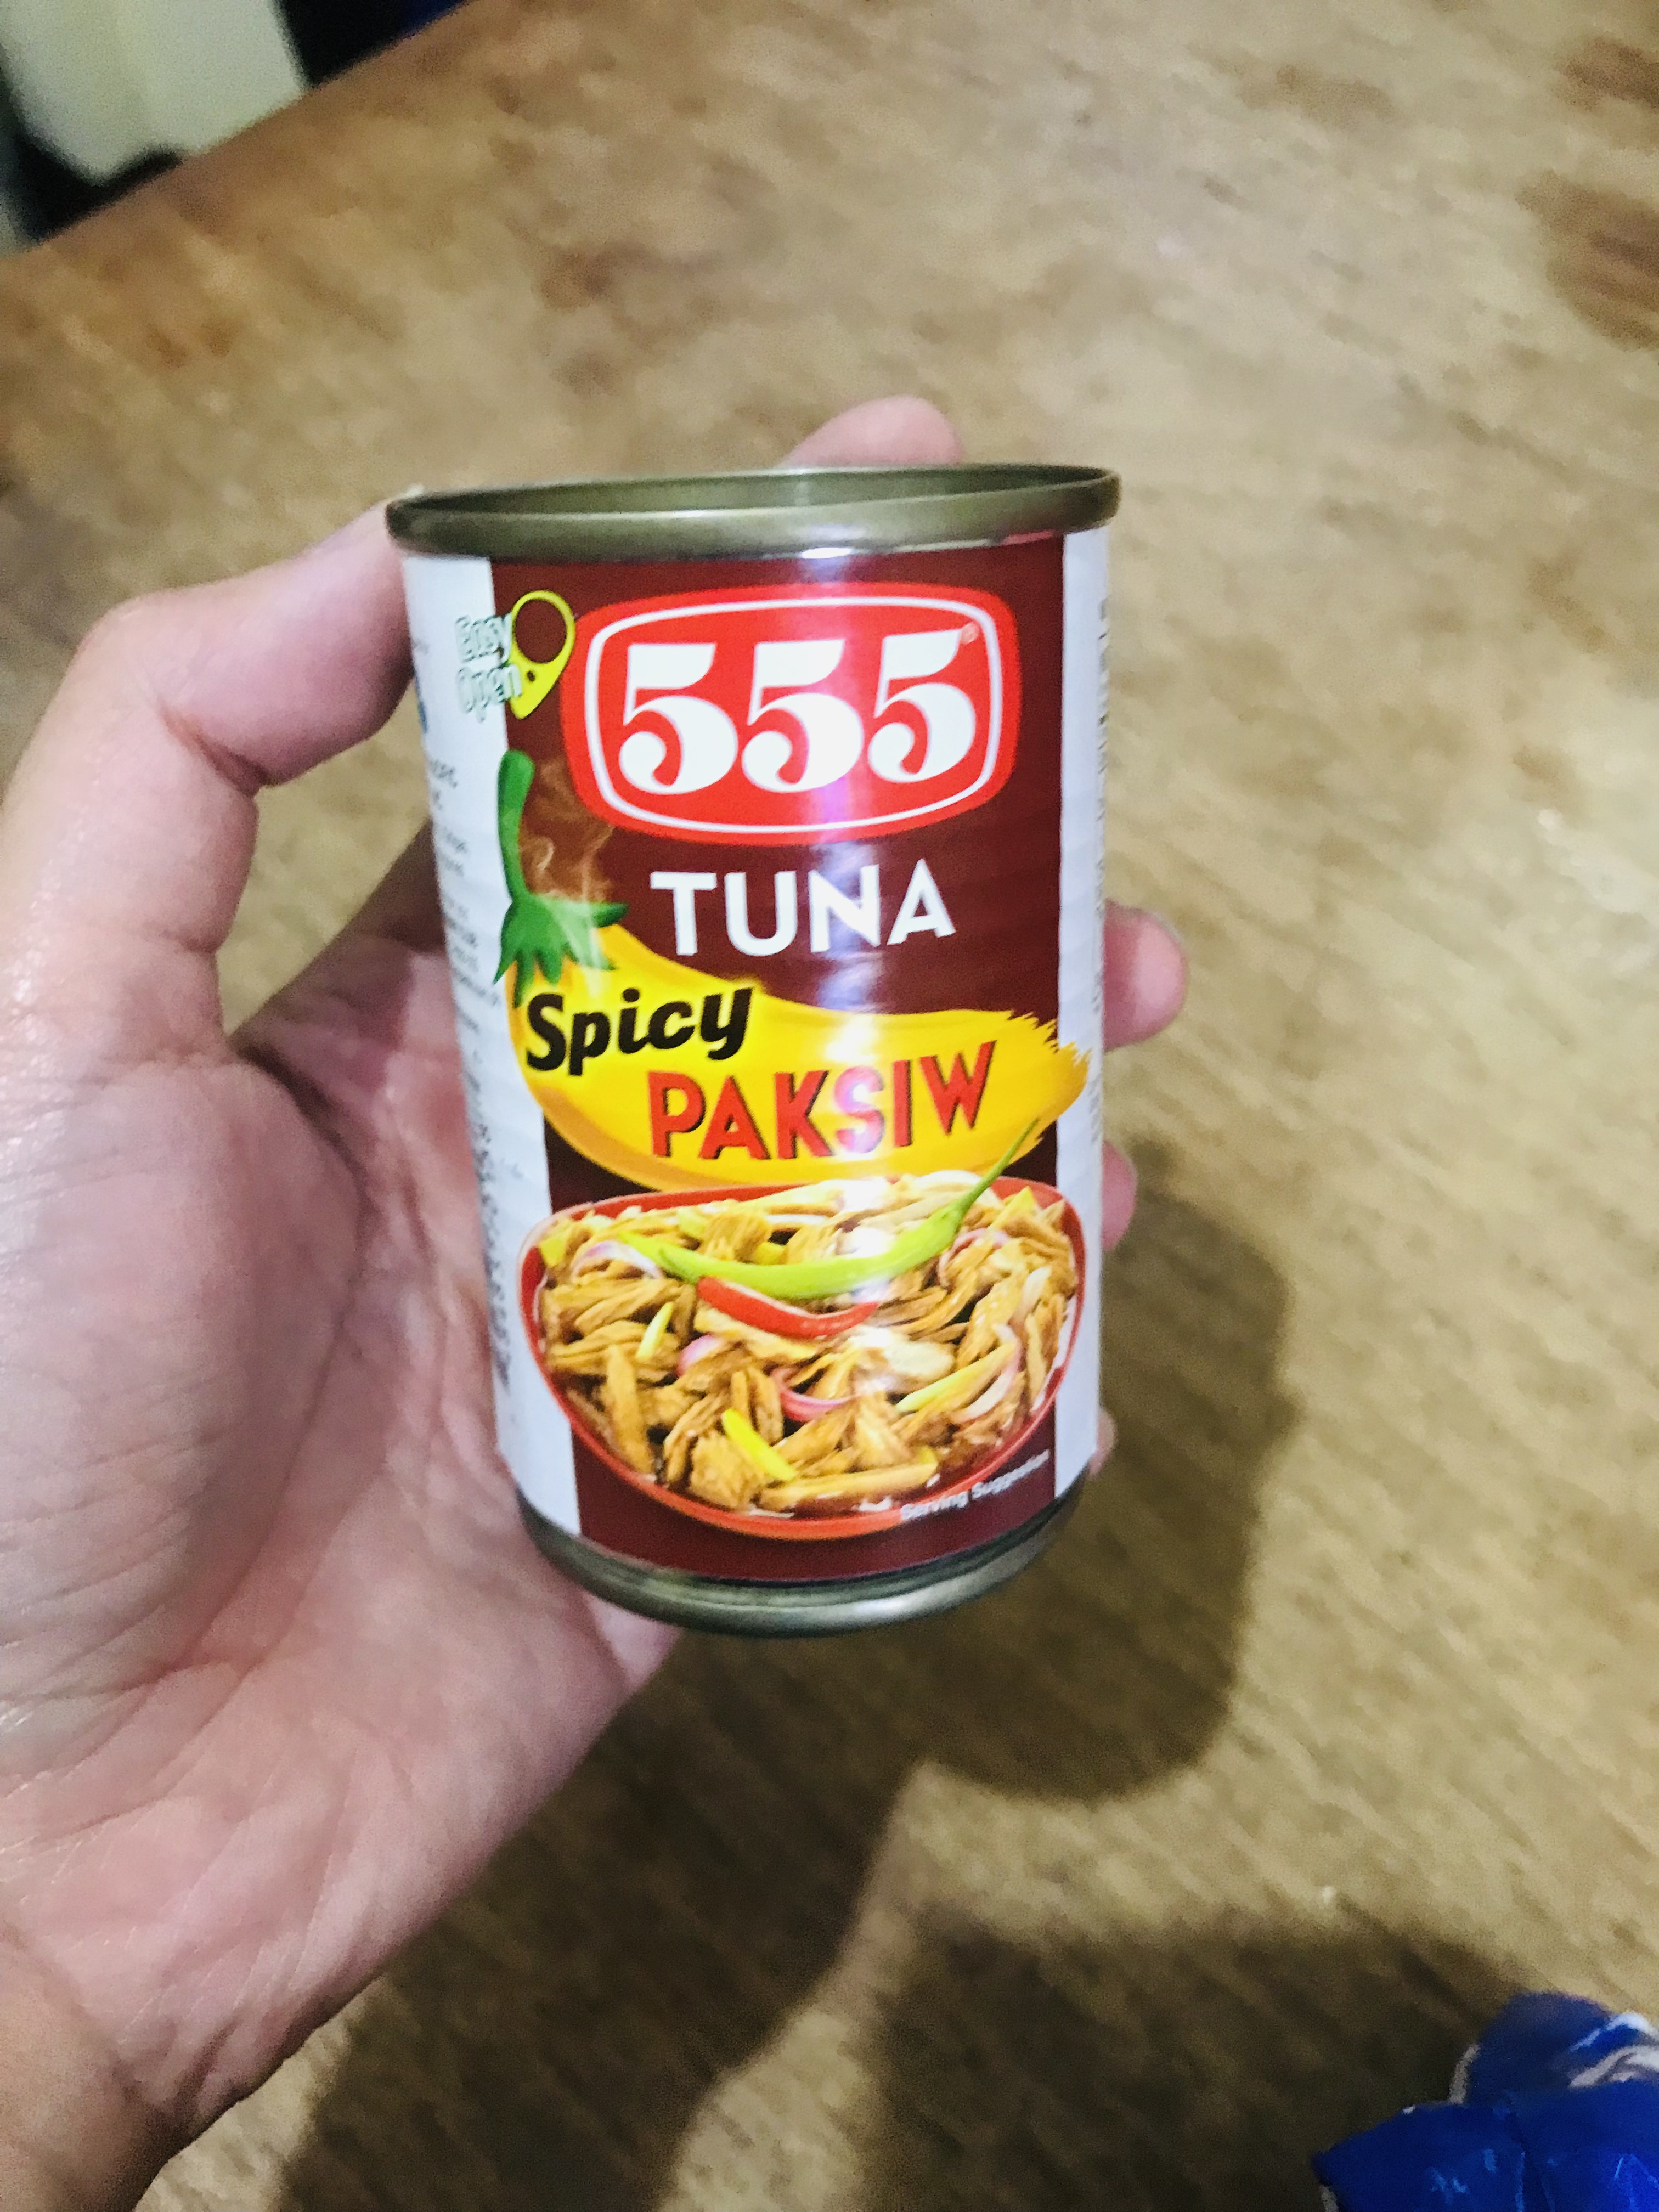 Easy
Open
555
TUNA
Spicy
PAKSIW
Serving Suggestion